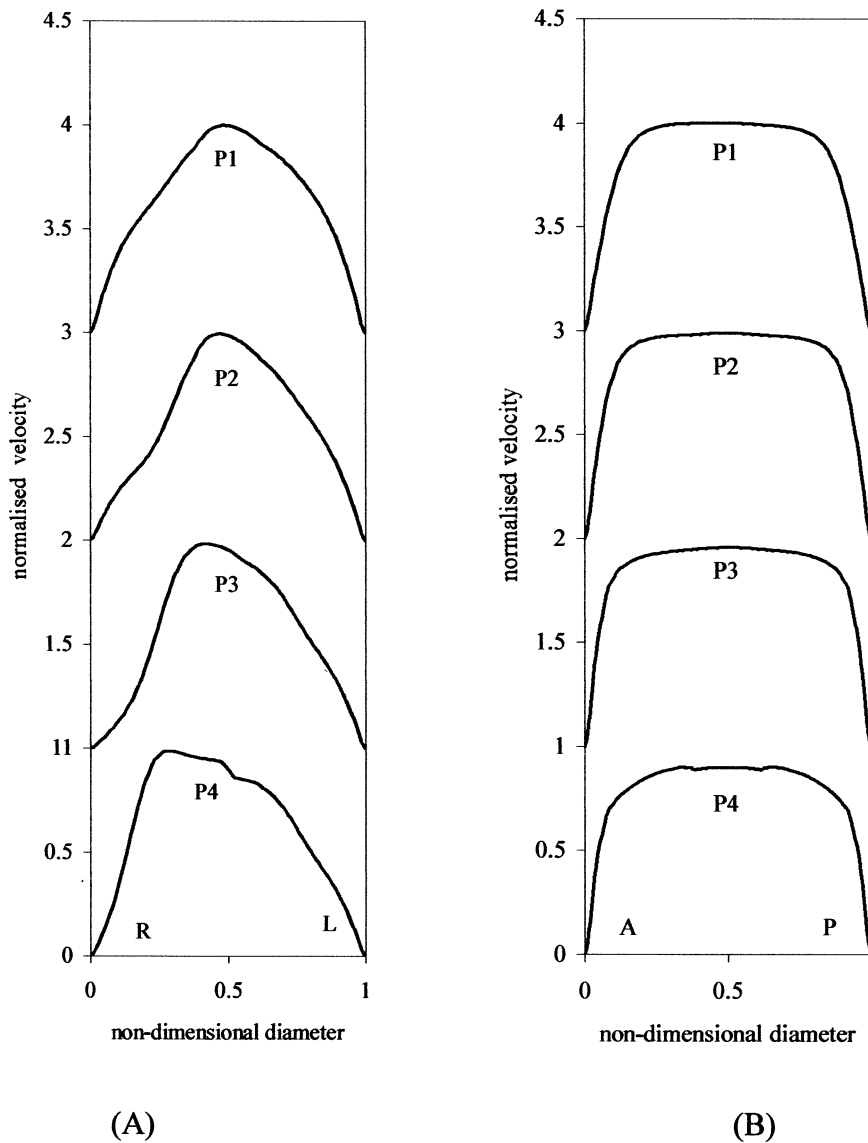 4.5
4
3.5
3
2.5
2
1.5
11
0.5
0
normalised velocity
P1
P2
P3
P4
R
L
0
0.5
1
non-dimensional diameter
(A)
4.5
4
3.5
3
2.5
2
1.5
1
0.5
0
normalised velocity
P1
P2
P3
P4
A
P
0
0.5
non-dimensional diameter
(B)